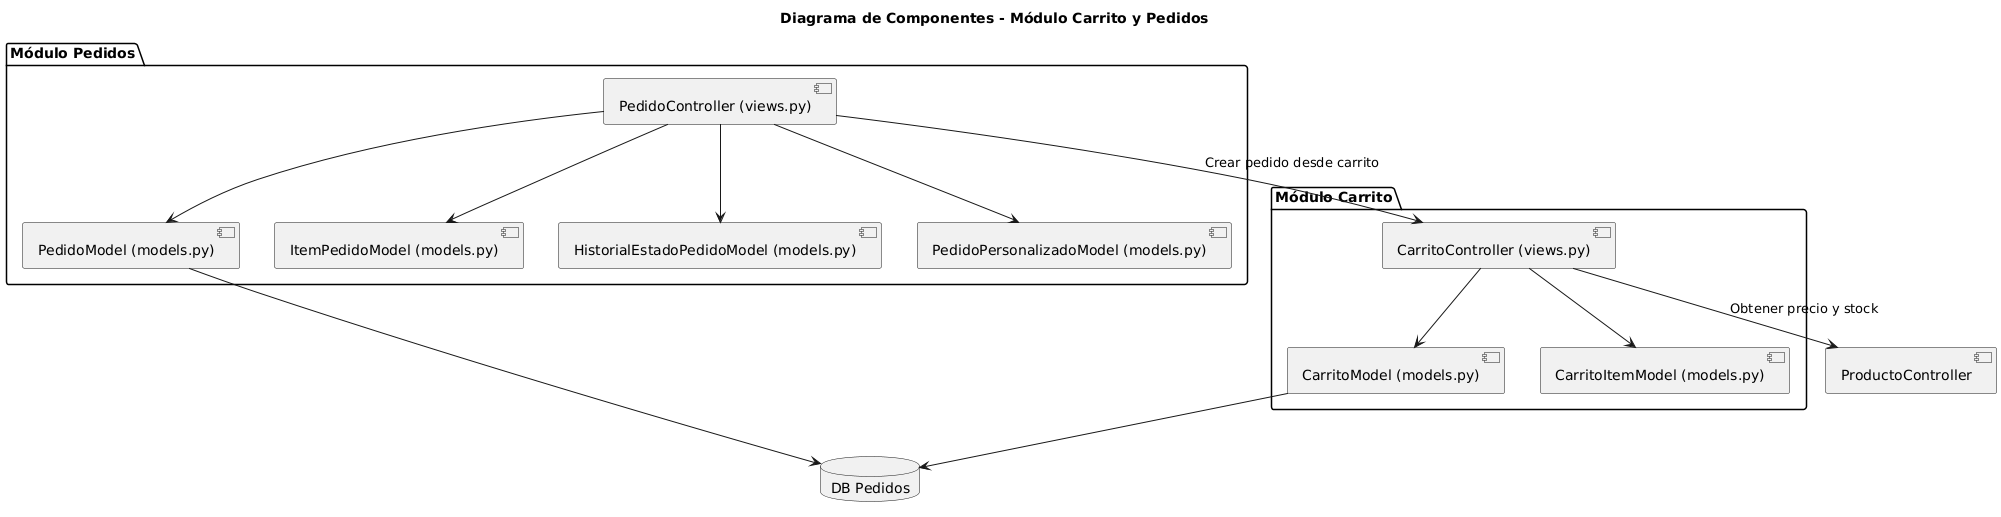 Diagrama de Componentes - Módulo Carrito y Pedidos
Módulo Pedidos
PedidoController (views.py)
Crear pedido desde carrito
Módulo Carrito
PedidoModel (models.py)
ItemPedidoModel (models.py)
HistorialEstadoPedidoModel (models.py)
PedidoPersonalizadoModel (models.py)
CarritoController (views.py)
Obtener precio y stock
CarritoModel (models.py)
CarritoItemModel (models.py)
ProductoController
DB Pedidos